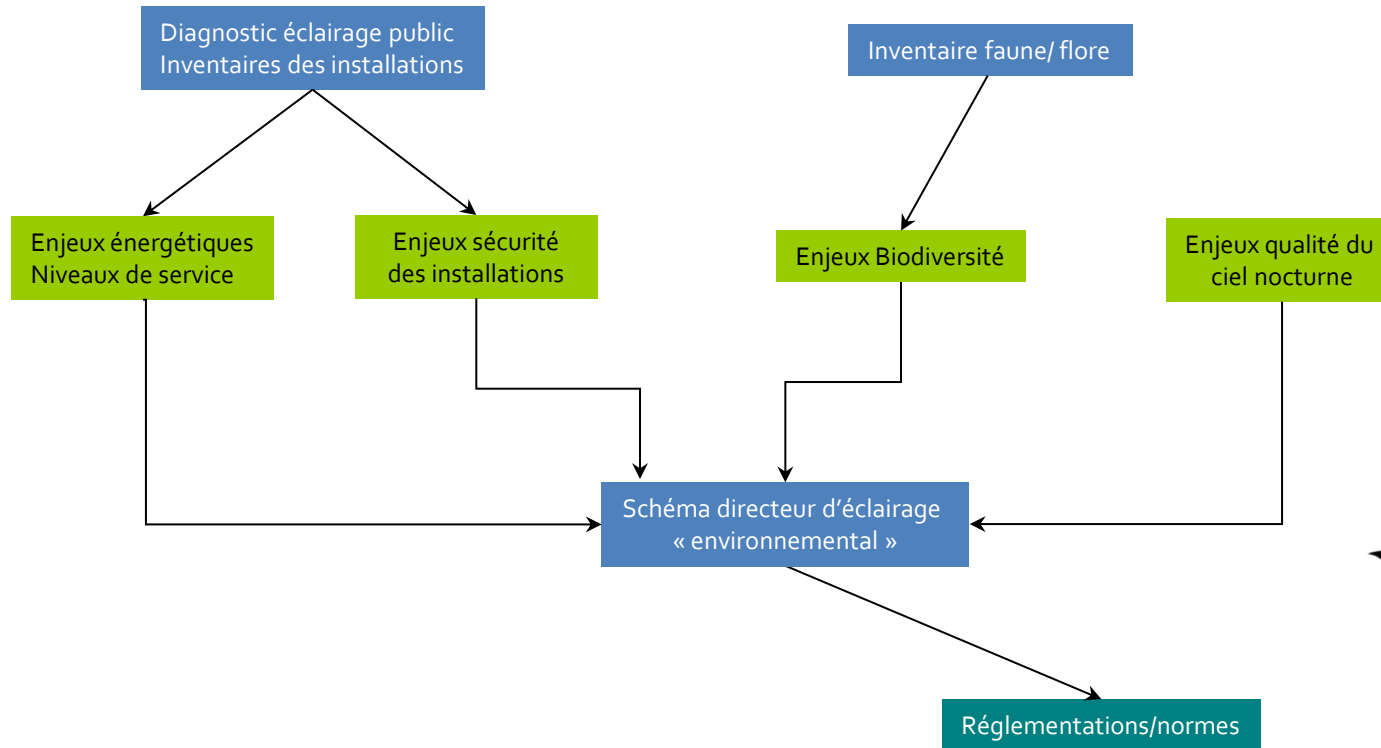 Diagnostic éclairage public
Inventaires des installations
Inventaire faune/ flore
Enjeux énergétiques
Niveaux de service
Enjeux sécurité
des installations
Enjeux Biodiversité
Enjeux qualité du
ciel nocturne
Schéma directeur d’éclairage
« environnemental »
Réglementations/normes